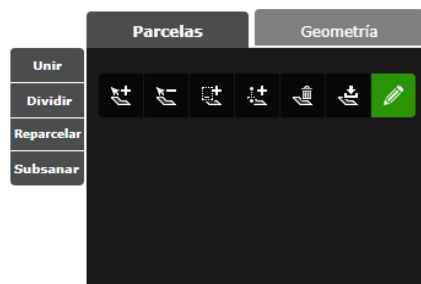 Parcelas Geometría
Unir
Dividir
Reparcelar
Subsanar